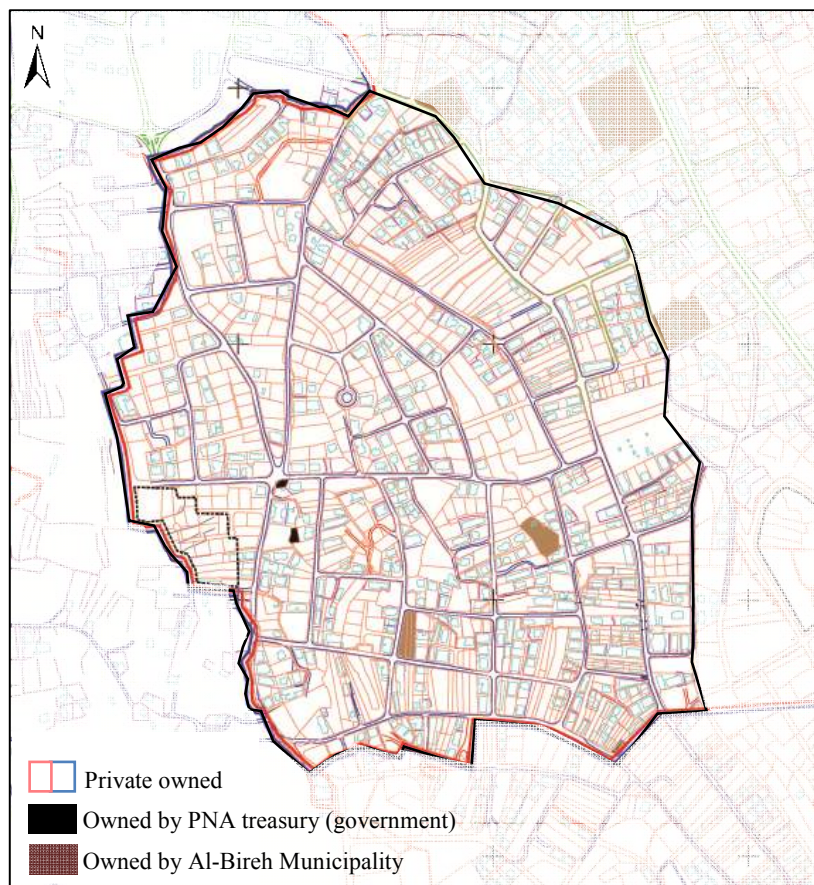 N
Private owned
Owned by PNA treasury (government)
Owned by Al-Bireh Municipality